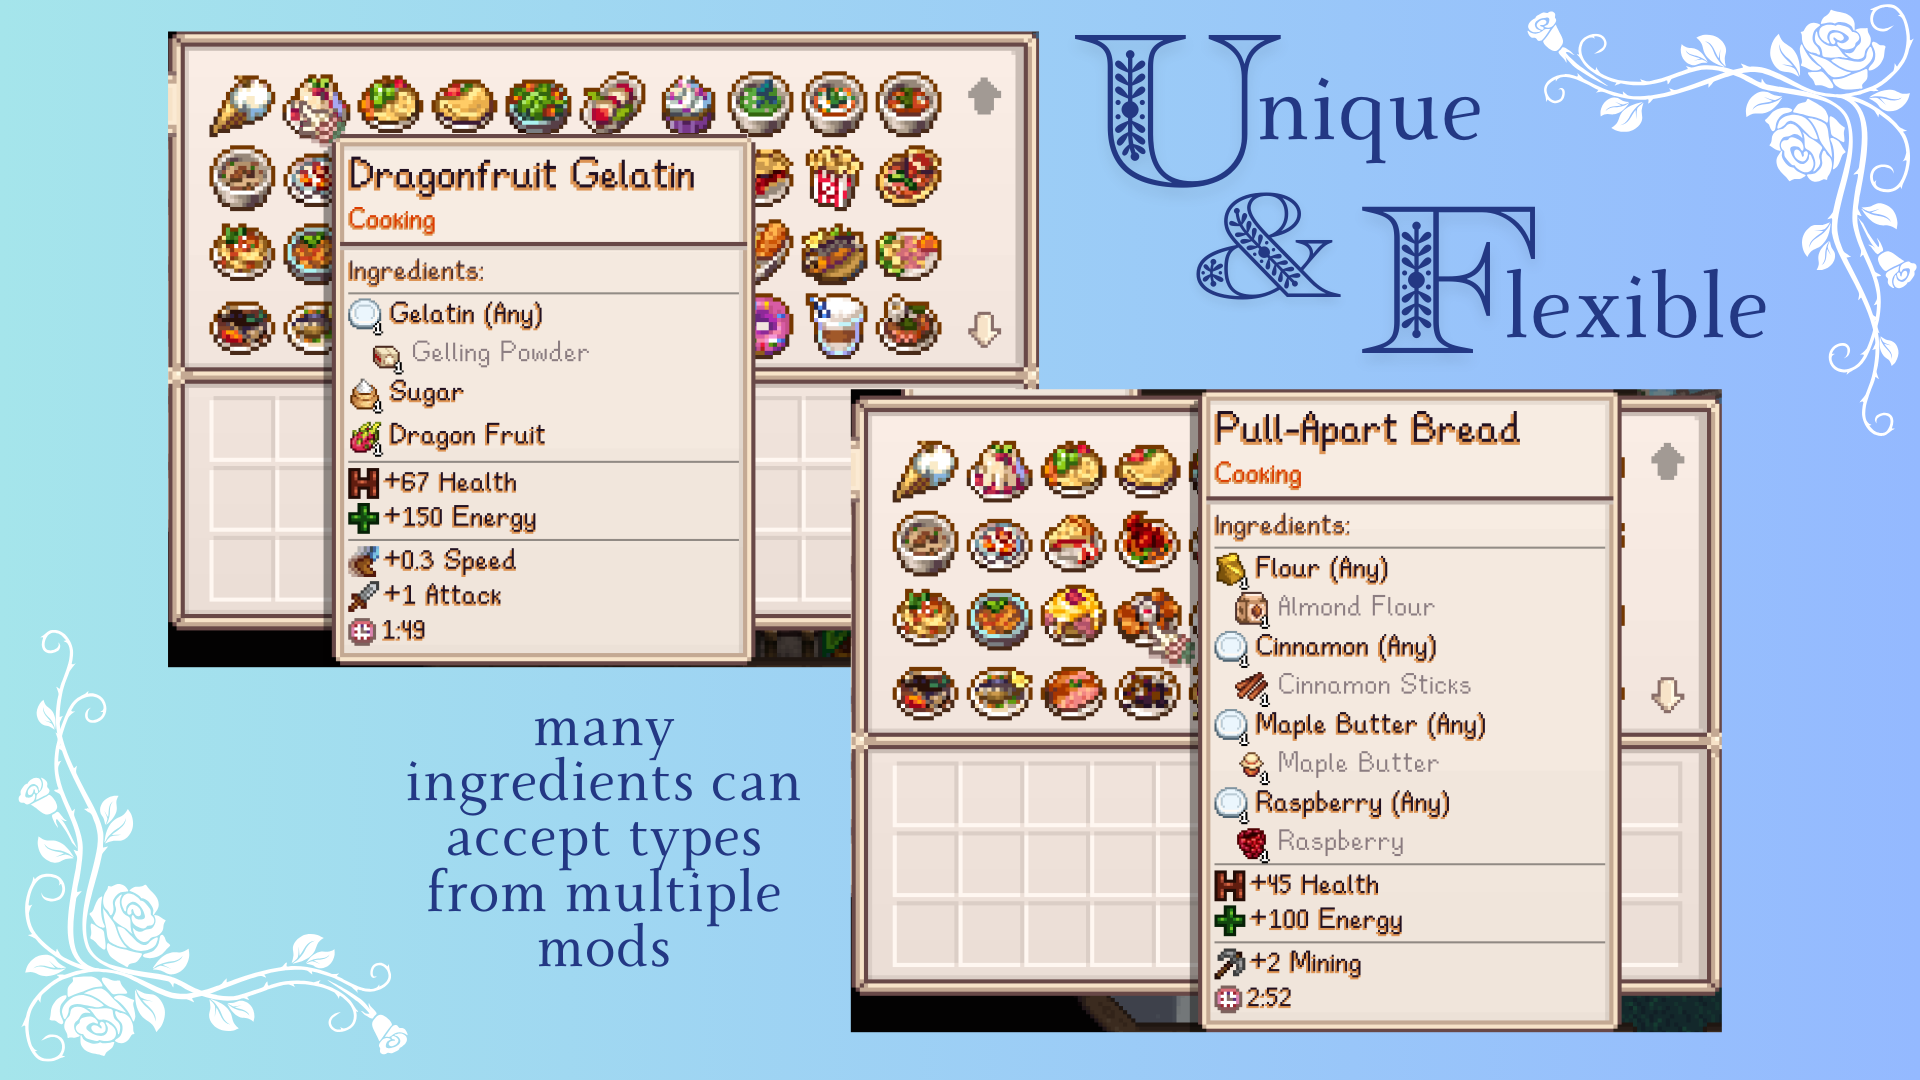 Unique
& Flexible
Dragonfruit Gelatin
Cooking
Ingredients:
Gelatin (Any)
Gelling Powder
Sugar
Dragon Fruit
+67 Health
+150 Energy
+0.3 Speed
+1 Attack
1:49
Pull-Apart Bread
Cooking
Ingredients:
Flour (Any)
Almond Flour
Cinnamon (Any)
Cinnamon Sticks
Maple Butter (Any)
Maple Butter
Raspberry (Any)
Raspberry
+45 Health
+100 Energy
+2 Mining
2:52
many
ingredients can
accept types
from multiple
mods